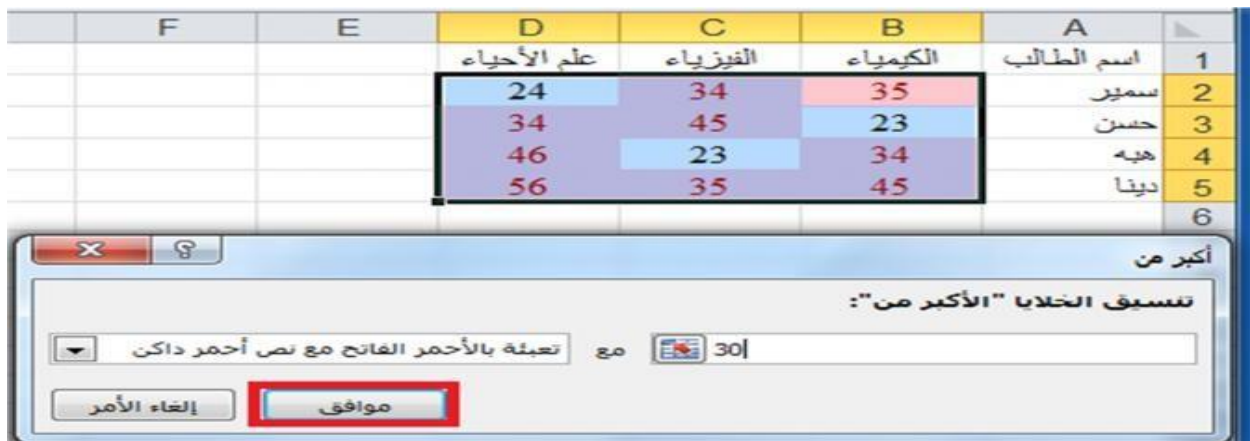 A B C D E F
1 اسم الطالب الكيمياء الفيزياء علم الأحياء
2 سمير 35 34 24
3 حسن 23 45 34
4 هبه 34 23 46
5 دينا 45 35 56
6
أكبر من
تنسيق الخلايا "الأكبر من":
30 مع تعبئة بالأحمر الفاتح مع نص أحمر داكن
موافق إلغاء الأمر